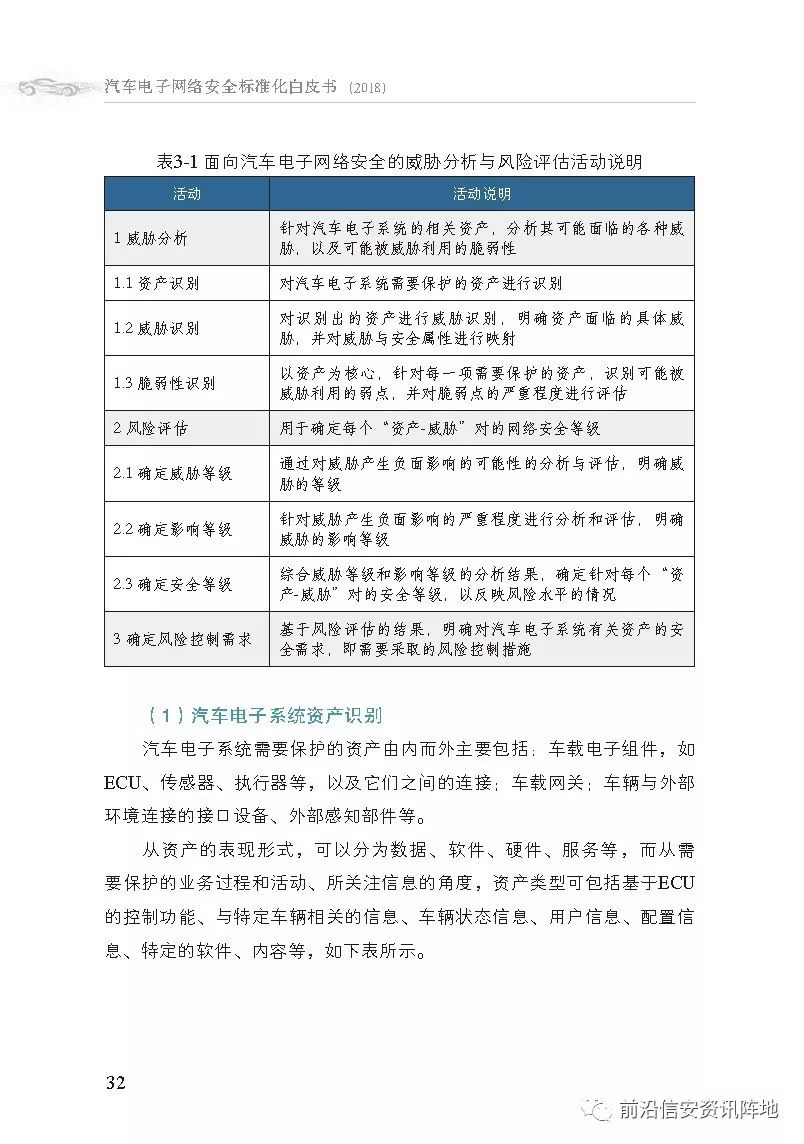 汽车电子网络安全标准化白皮书 (2018)
表3-1 面向汽车电子网络安全的威胁分析与风险评估活动说明
活动
活动说明
1 威胁分析
针对汽车电子系统的相关资产，分析其可能面临的各种威
胁，以及可能被威胁利用的脆弱性
1.1 资产识别
对汽车电子系统需要保护的资产进行识别
1.2 威胁识别
对识别出的资产进行威胁识别，明确资产面临的具体威
胁，并对威胁与安全属性进行映射
1.3 脆弱性识别
以资产为核心，针对每一项需要保护的资产，识别可能被
威胁利用的弱点，并对脆弱点的严重程度进行评估
2 风险评估
用于确定每个“资产-威胁”对的网络安全等级
2.1 确定威胁等级
通过对威胁产生负面影响的可能性的分析与评估，明确威
胁的等级
2.2 确定影响等级
针对威胁产生负面影响的严重程度进行分析和评估，明确
威胁的影响等级
2.3 确定安全等级
综合威胁等级和影响等级的分析结果，确定针对每个“资
产-威胁”对的安全等级，以反映风险水平的情况
3 确定风险控制需求
基于风险评估的结果，明确对汽车电子系统有关资产的安
全需求，即需要采取的风险控制措施
（1）汽车电子系统资产识别
汽车电子系统需要保护的资产由内而外主要包括：车载电子组件，如
ECU、传感器、执行器等，以及它们之间的连接；车载网关；车辆与外部
环境连接的接口设备、外部感知部件等。
从资产的表现形式，可以分为数据、软件、硬件、服务等，而从需
要保护的业务过程和活动、所关注信息的角度，资产类型可包括基于ECU
的控制功能、与特定车辆相关的信息、车辆状态信息、用户信息、配置信
息、特定的软件、内容等，如下表所示。
32
前沿信安资讯阵地